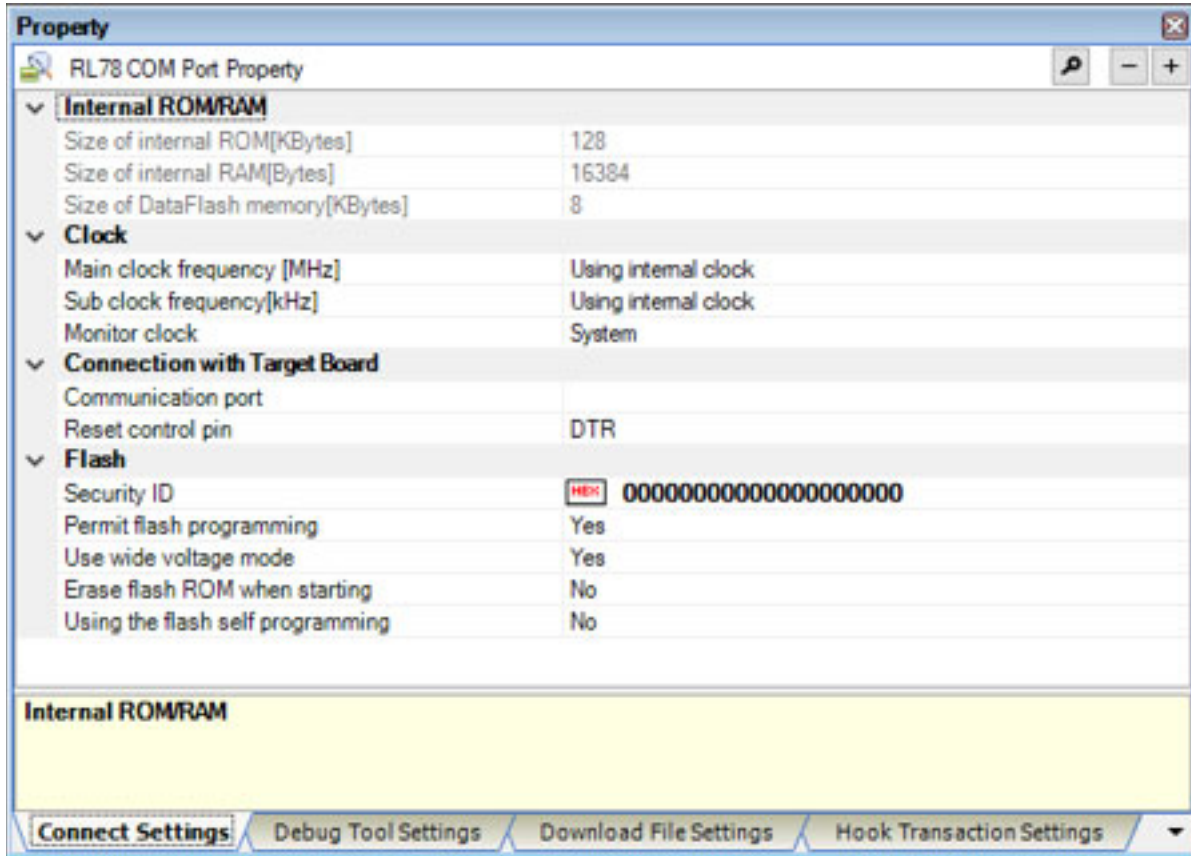 Property
RL78 COM Port Property
Internal ROM/RAM
Size of internal ROM[KBytes] 128
Size of internal RAM[Bytes] 16384
Size of DataFlash memory[KBytes] 8
Clock
Main clock frequency [MHz] Using internal clock
Sub clock frequency[kHz] Using internal clock
Monitor clock System
Connection with Target Board
Communication port
Reset control pin DTR
Flash
Security ID HEX 00000000000000000000
Permit flash programming Yes
Use wide voltage mode Yes
Erase flash ROM when starting No
Using the flash self programming No
Internal ROM/RAM
Connect Settings Debug Tool Settings Download File Settings Hook Transaction Settings